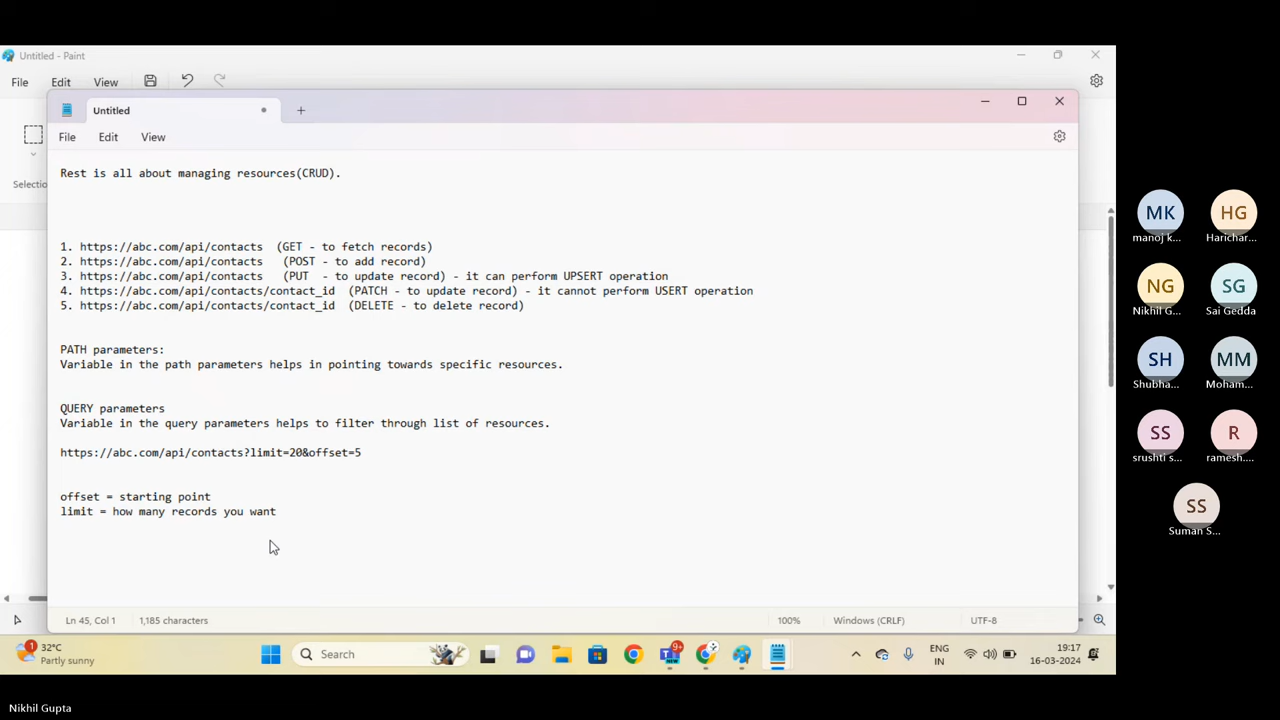 Untitled - Paint
File Edit View
Untitled
File Edit View
Selectio
Rest is all about managing resources(CRUD).
1. https://abc.com/api/contacts (GET - to fetch records)
2. https://abc.com/api/contacts (POST - to add record)
3. https://abc.com/api/contacts (PUT - to update record) - it can perform UPSERT operation
4. https://abc.com/api/contacts/contact_id (PATCH - to update record) - it cannot perform USERT operation
5. https://abc.com/api/contacts/contact_id (DELETE - to delete record)
PATH parameters:
Variable in the path parameters helps in pointing towards specific resources.
QUERY parameters
Variable in the query parameters helps to filter through list of resources.
https://abc.com/api/contacts?limit=20&offset=5
offset = starting point
limit = how many records you want
Ln 45, Col 1 1,185 characters 100% Windows (CRLF) UTF-8
MK HG
manoj k... Harichar...
NG SG
Nikhil G... Sai Gedda
SH MM
Shubha... Moham...
SS R
srushti s... ramesh....
SS
Suman S...
1 32°C
Partly sunny
Search
9+
NEW
ENG
IN
19:17
16-03-2024
Nikhil Gupta